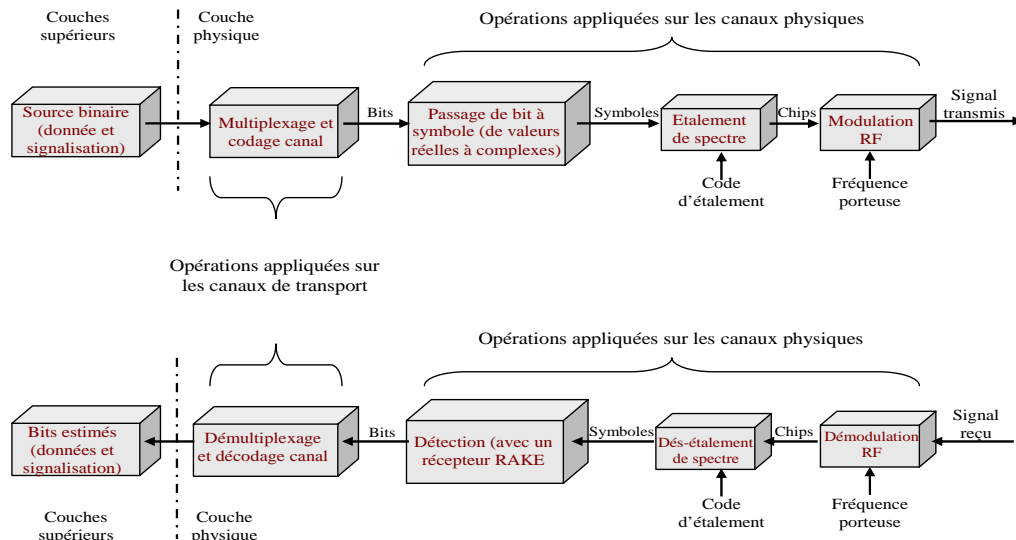 Couches
supérieurs
Couche
physique
Opérations appliquées sur les canaux physiques
Source binaire
(donnée et
signalisation)
Multiplexage et
codage canal
Bits
Passage de bit à
symbole (de valeurs
réelles à complexes)
Symboles
Etalement
de spectre
Chips
Modulation
RF
Signal
transmis
Code
d'étalement
Fréquence
porteuse
Opérations appliquées sur
les canaux de transport
Opérations appliquées sur les canaux physiques
Bits estimés
(données et
signalisation)
Démultiplexage
et décodage canal
Bits
Détection (avec un
récepteur RAKE
Symboles
Dés-étalement
de spectre
Chips
Démodulation
RF
Signal
reçu
Code
d'étalement
Fréquence
porteuse
Couches
supérieurs
Couche
physique